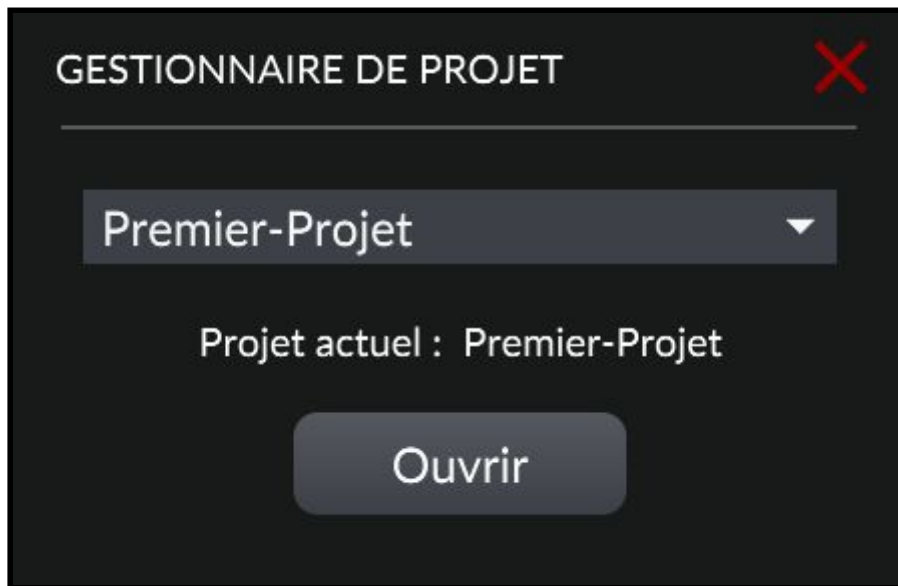 GESTIONNAIRE DE PROJET
Premier-Projet
Projet actuel : Premier-Projet
Ouvrir